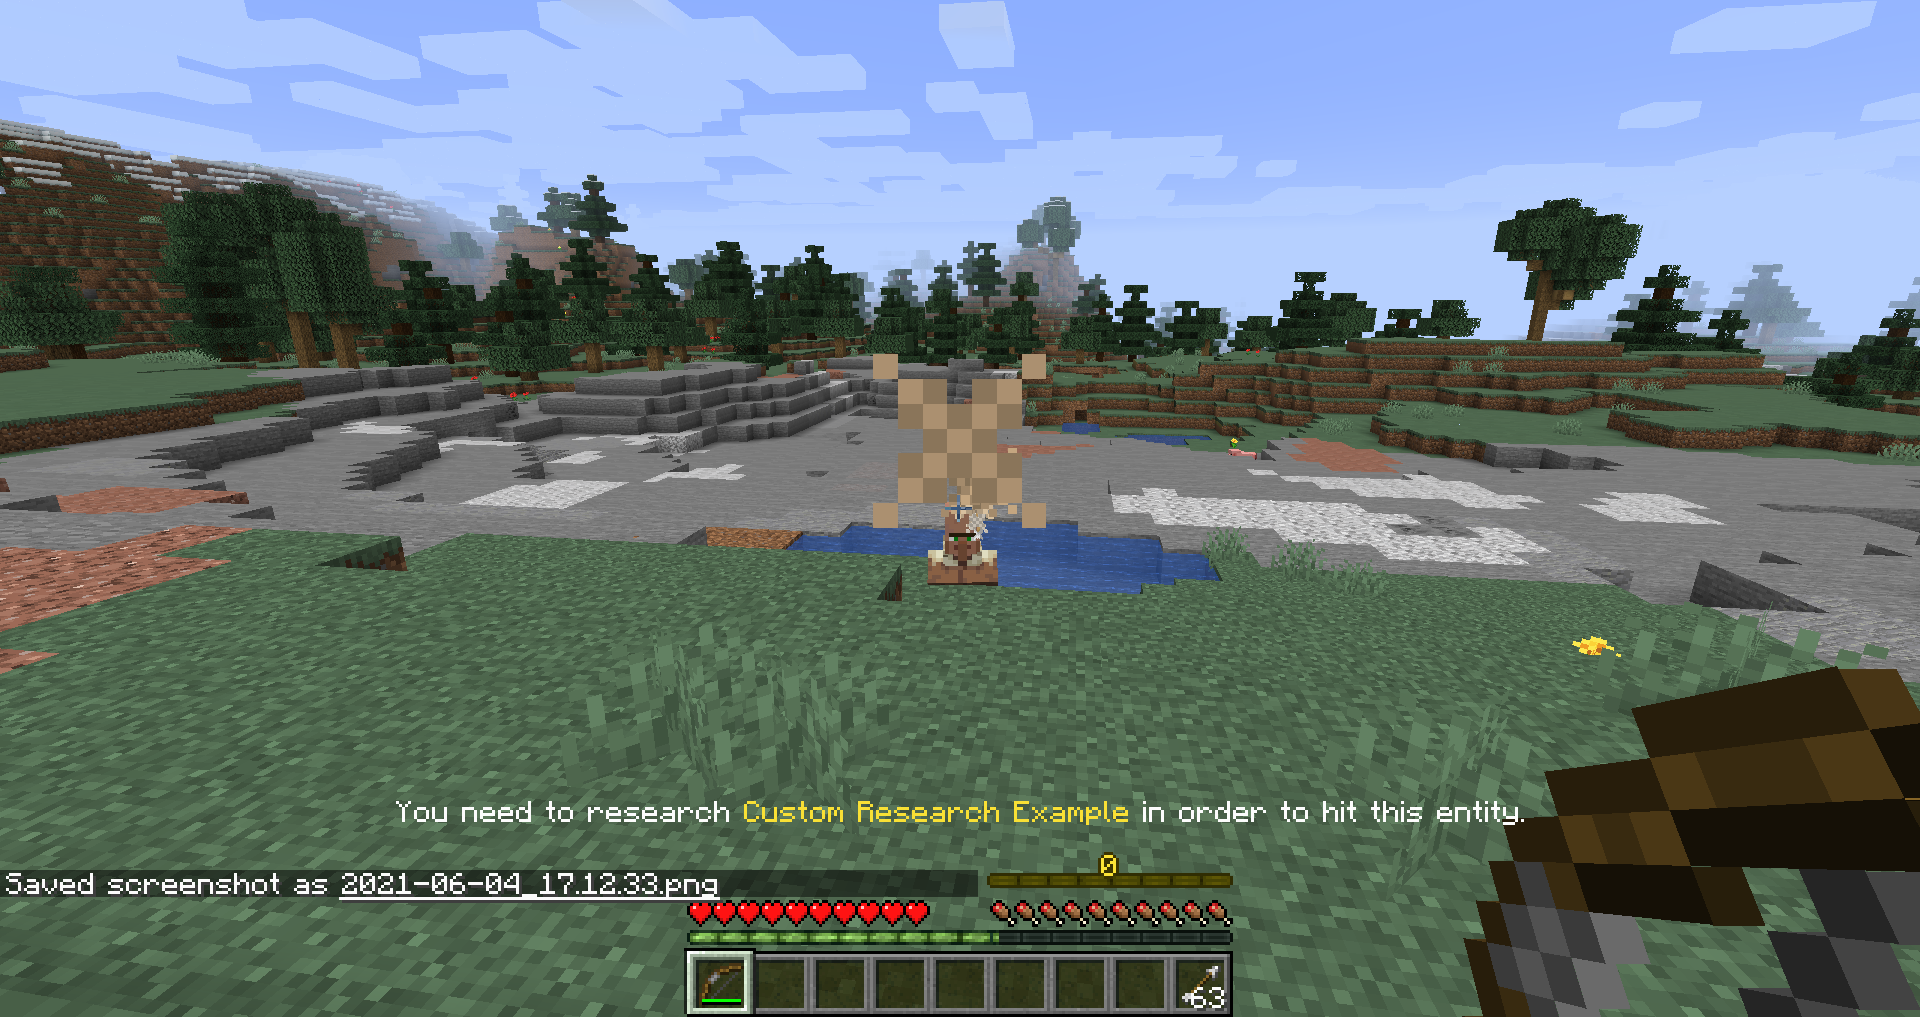 You need to research Custom Research Example in order to hit this entity.
0
Saved screenshot as 2021-06-04_17.12.33.png
63